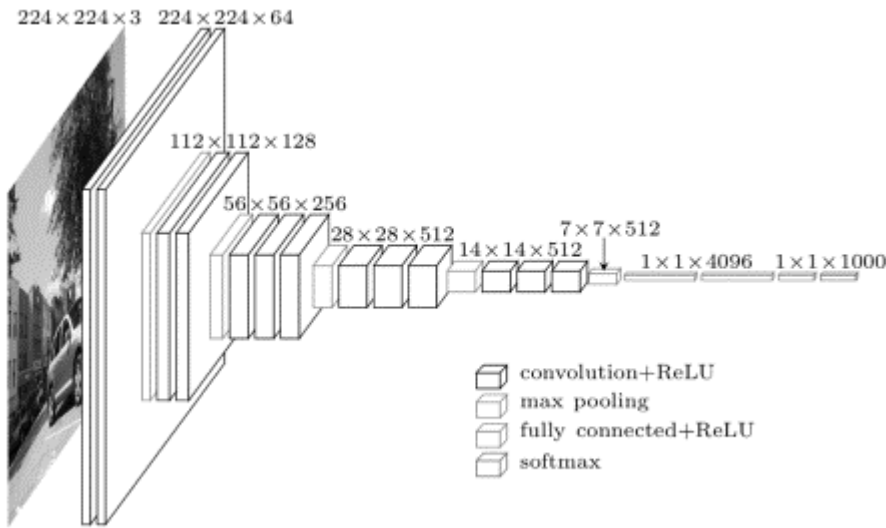 224×224×3
224×224×64
112×112×128
56×56×256
28×28×512
14×14×512
7×7×512
1×1×4096
1×1×1000
convolution+ReLU
max pooling
fully connected+ReLU
softmax